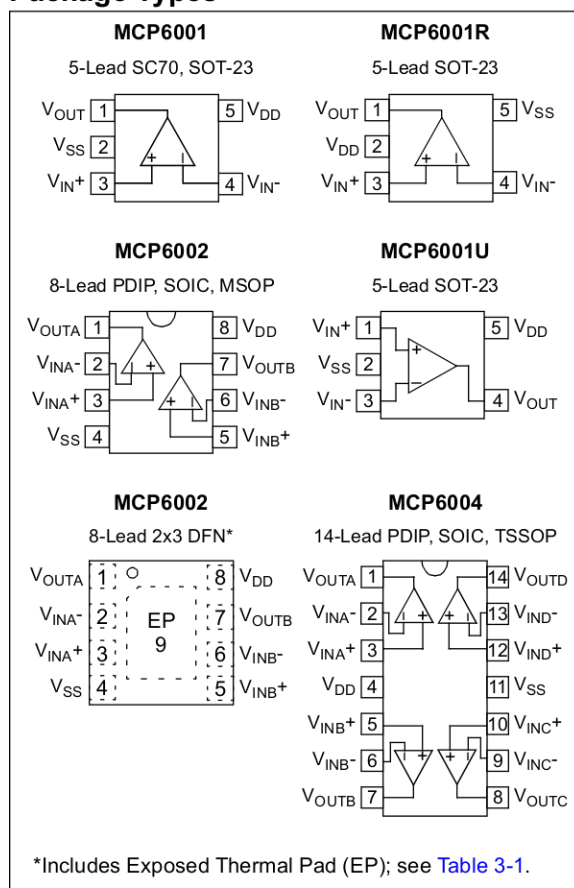 Package Types
MCP6001
5-Lead SC70, SOT-23
VOUT 1
5 VDD
VSS 2
VIN+ 3
4 VIN-
+ –
MCP6001R
5-Lead SOT-23
VOUT 1
5 VSS
VDD 2
VIN+ 3
4 VIN-
+ –
MCP6002
8-Lead PDIP, SOIC, MSOP
VOUTA 1
8 VDD
VINA- 2
7 VOUTB
VINA+ 3
6 VINB-
VSS 4
5 VINB+
– +
+ –
MCP6001U
5-Lead SOT-23
VIN+ 1
5 VDD
VSS 2
VIN- 3
4 VOUT
+
–
MCP6002
8-Lead 2x3 DFN*
VOUTA 1
8 VDD
VINA- 2
7 VOUTB
VINA+ 3
6 VINB-
VSS 4
5 VINB+
EP
9
MCP6004
14-Lead PDIP, SOIC, TSSOP
VOUTA 1
14 VOUTD
VINA- 2
13 VIND-
VINA+ 3
12 VIND+
VDD 4
11 VSS
VINB+ 5
10 VINC+
VINB- 6
9 VINC-
VOUTB 7
8 VOUTC
– +
+ –
– +
+ –
*Includes Exposed Thermal Pad (EP); see Table 3-1.